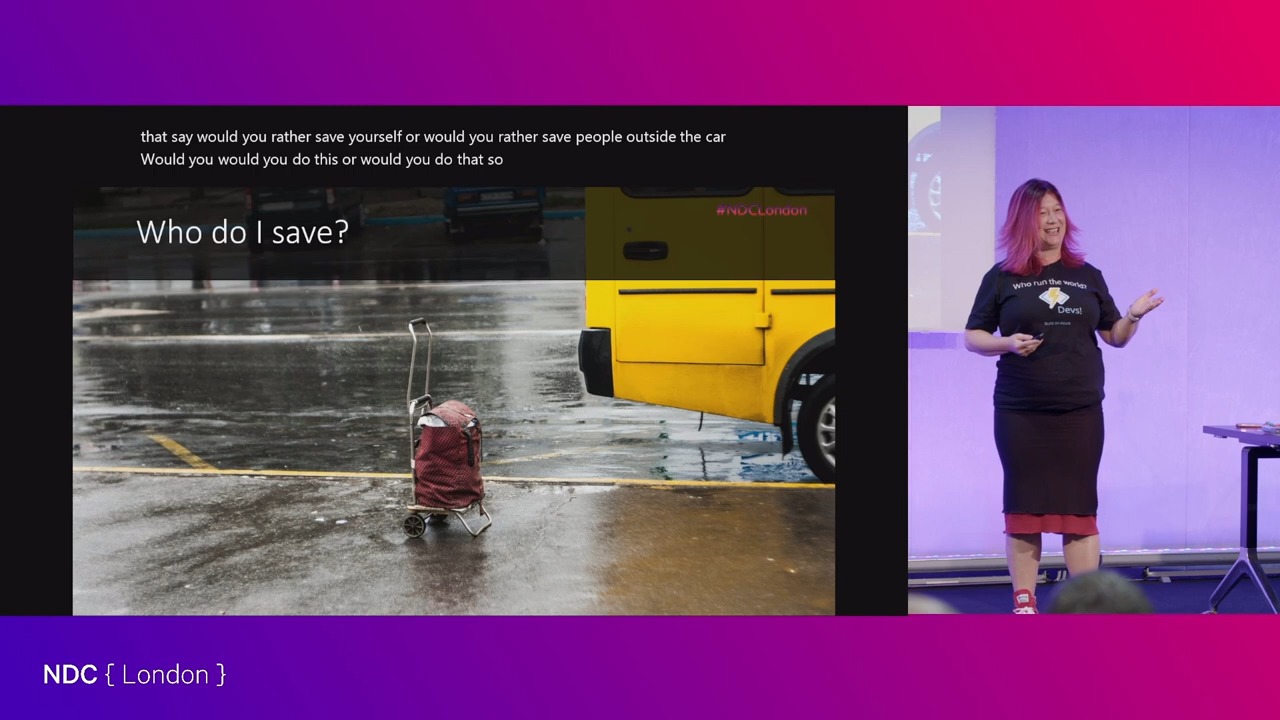 that say would you rather save yourself or would you rather save people outside the car
Would you would you do this or would you do that so
Who do I save?
#NDCLondon
Who run the world?
Devs!
NDC { London }